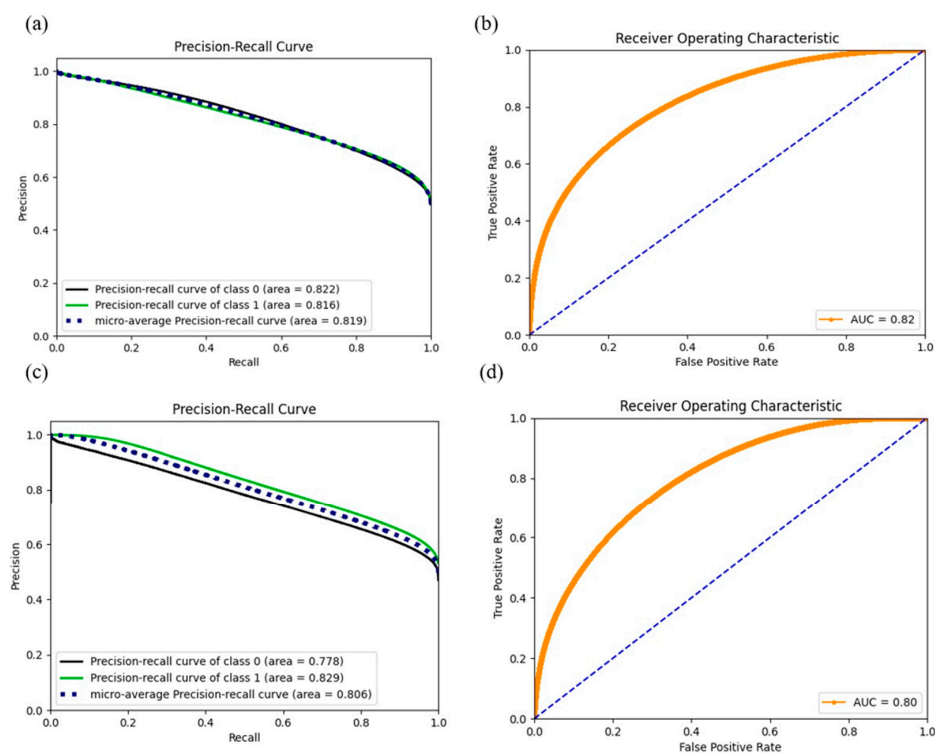 (a)
Precision-Recall Curve
1.0
0.8
0.6
0.4
0.2
0.0
Precision
Precision-recall curve of class 0 (area = 0.822)
Precision-recall curve of class 1 (area = 0.816)
micro-average Precision-recall curve (area = 0.819)
0.0 0.2 0.4 0.6 0.8 1.0
Recall
(b)
Receiver Operating Characteristic
1.0
0.8
0.6
0.4
0.2
0.0
True Positive Rate
AUC = 0.82
0.0 0.2 0.4 0.6 0.8 1.0
False Positive Rate
(c)
Precision-Recall Curve
1.0
0.8
0.6
0.4
0.2
0.0
Precision
Precision-recall curve of class 0 (area = 0.778)
Precision-recall curve of class 1 (area = 0.829)
micro-average Precision-recall curve (area = 0.806)
0.0 0.2 0.4 0.6 0.8 1.0
Recall
(d)
Receiver Operating Characteristic
1.0
0.8
0.6
0.4
0.2
0.0
True Positive Rate
AUC = 0.80
0.0 0.2 0.4 0.6 0.8 1.0
False Positive Rate